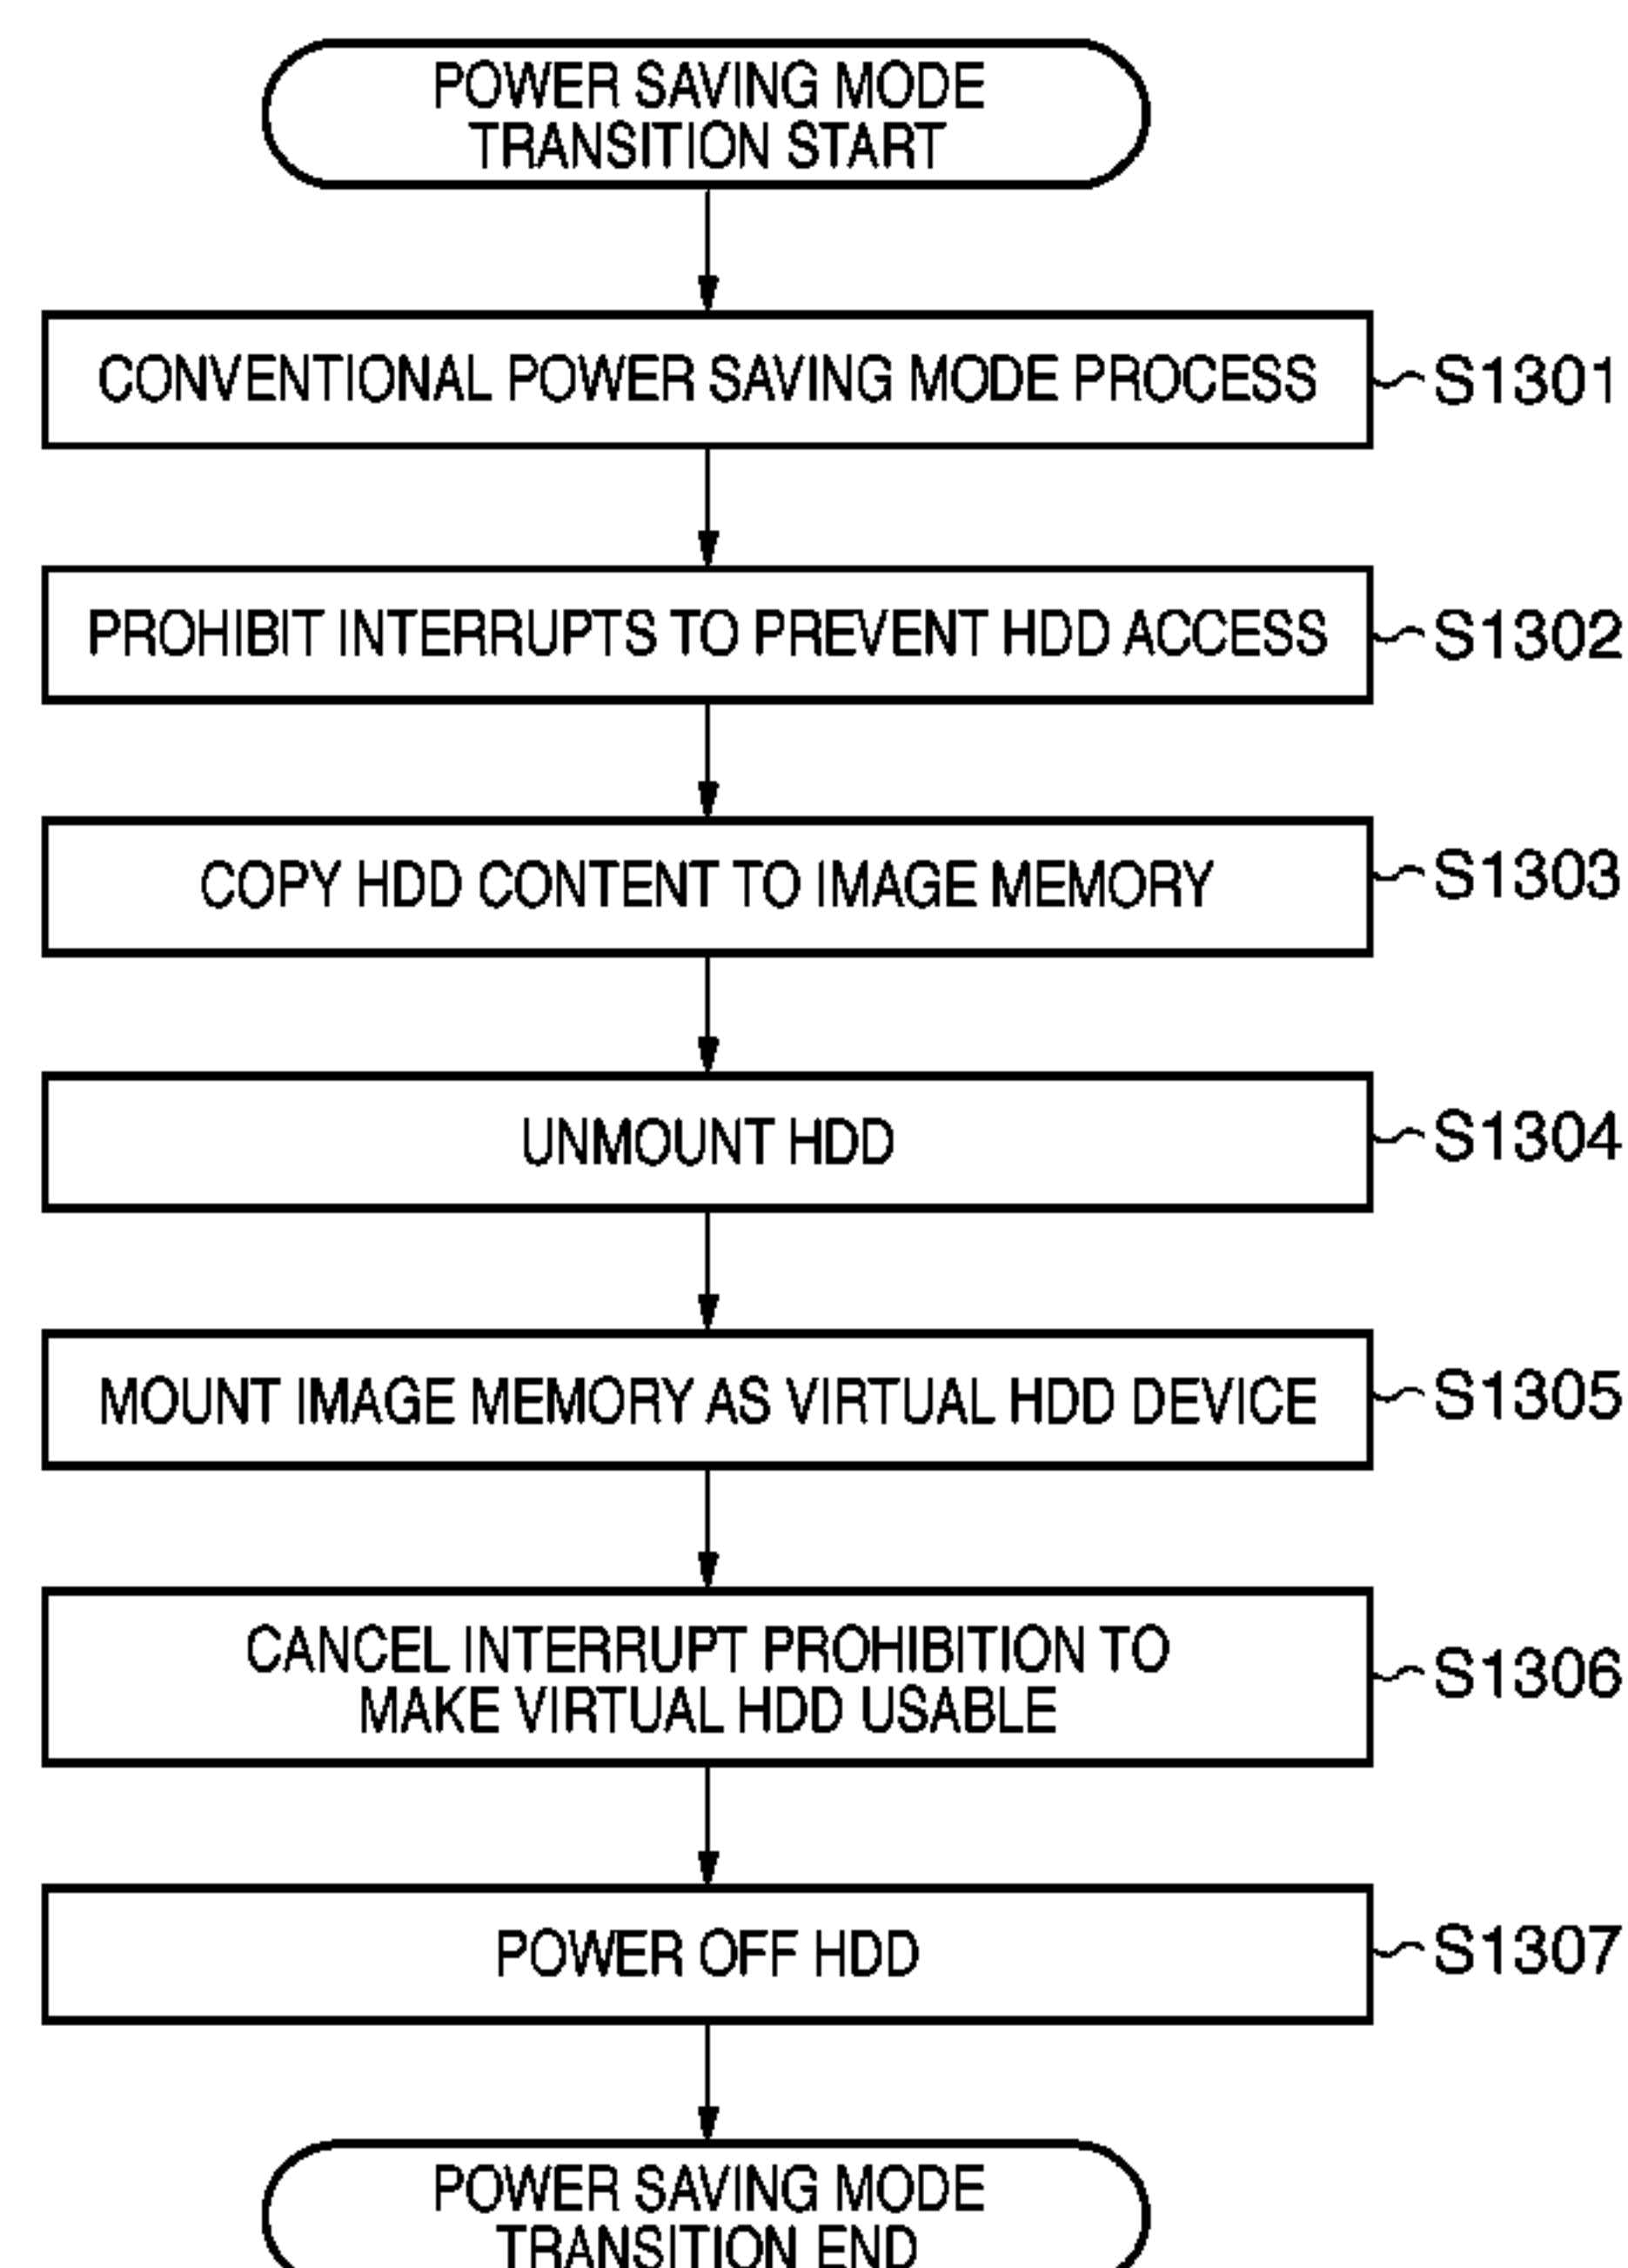 POWER SAVING MODE
TRANSITION START
CONVENTIONAL POWER SAVING MODE PROCESS
S1301
PROHIBIT INTERRUPTS TO PREVENT HDD ACCESS
S1302
COPY HDD CONTENT TO IMAGE MEMORY
S1303
UNMOUNT HDD
S1304
MOUNT IMAGE MEMORY AS VIRTUAL HDD DEVICE
S1305
CANCEL INTERRUPT PROHIBITION TO
MAKE VIRTUAL HDD USABLE
S1306
POWER OFF HDD
S1307
POWER SAVING MODE
TRANSITION END